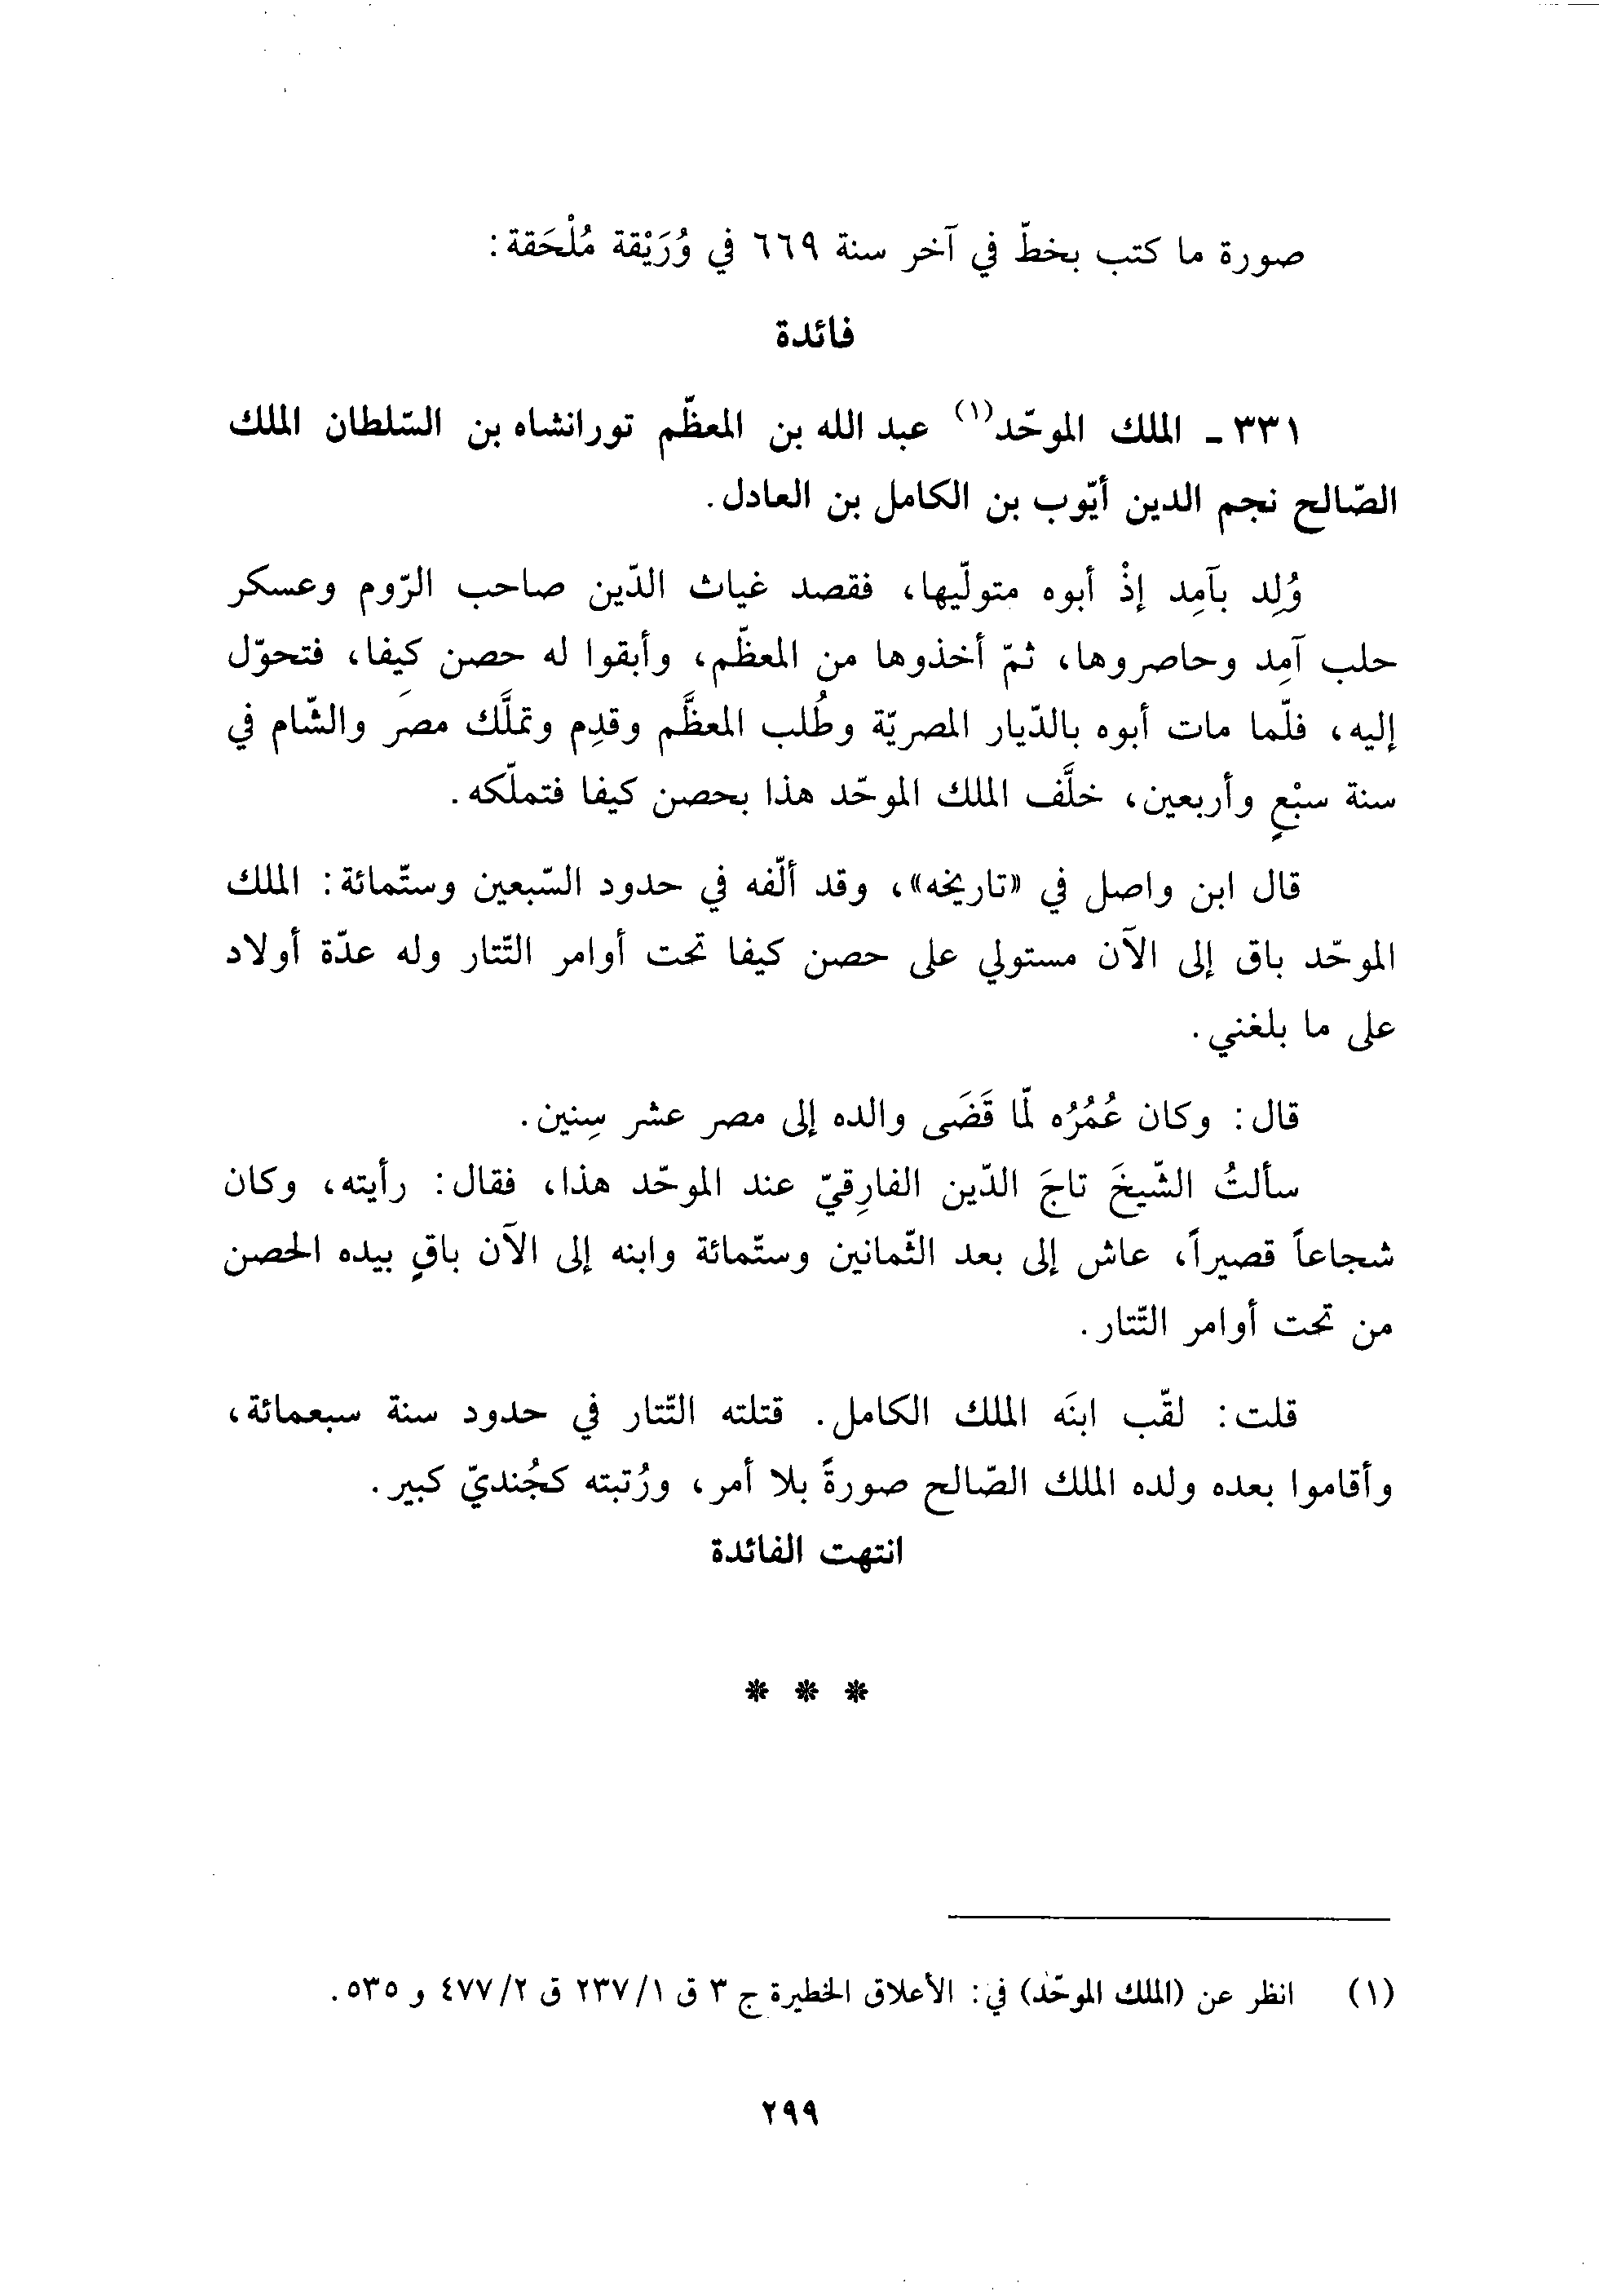 صورة ما كتب بخطّ في آخر سنة ٦٦٩ في وُرَيْقة مُلْحَقة:
فائدة
٣٣١ ـ الملك الموحّد(١) عبد الله بن المعظّم تورانشاه بن السّلطان الملك
الصّالح نجم الدين أيّوب بن الكامل بن العادل.
وُلِد بآمِد إذْ أبوه متولّيها، فقصد غياث الدّين صاحب الرّوم وعسكر
حلب آمِد وحاصروها، ثمّ أخذوها من المعظّم، وأبقوا له حصن كيفا، فتحوّل
إليه، فلّما مات أبوه بالدّيار المصريّة وطُلب المعظَّم وقدِم وتملَّك مصرَ والشّام في
سنة سبْعٍ وأربعين، خلَّف الملك الموحّد هذا بحصن كيفا فتملّكه.
قال ابن واصل في «تاريخه»، وقد ألّفه في حدود السّبعين وستّمائة: الملك
الموحّد باق إلى الآن مستولي على حصن كيفا تحت أوامر التّتار وله عدّة أولاد
على ما بلغني.
قال: وكان عُمُرُه لمّا قَضَى والده إلى مصر عشر سِنين.
سألتُ الشّيخَ تاجَ الدّين الفارِقيّ عند الموحّد هذا، فقال: رأيته، وكان
شجاعاً قصيراً، عاش إلى بعد الثّمانين وستّمائة وابنه إلى الآن باقٍ بيده الحصن
من تحت أوامر التّتار.
قلت: لقّب ابنَه الملك الكامل. قتلته التّتار في حدود سنة سبعمائة،
وأقاموا بعده ولده الملك الصّالح صورةً بلا أمر، ورُتبته كجُنديّ كبير.
انتهت الفائدة
* * *
(١) انظر عن (الملك الموحّد) في: الأعلاق الخطيرة ج ٣ ق ٢٣٧/١ ق ٤٧٧/٢ و ٥٣٥.
٢٩٩